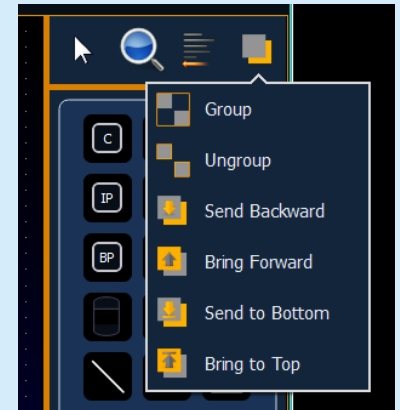 Group
C
Ungroup
IP
Send Backward
BP
Bring Forward
Send to Bottom
Bring to Top